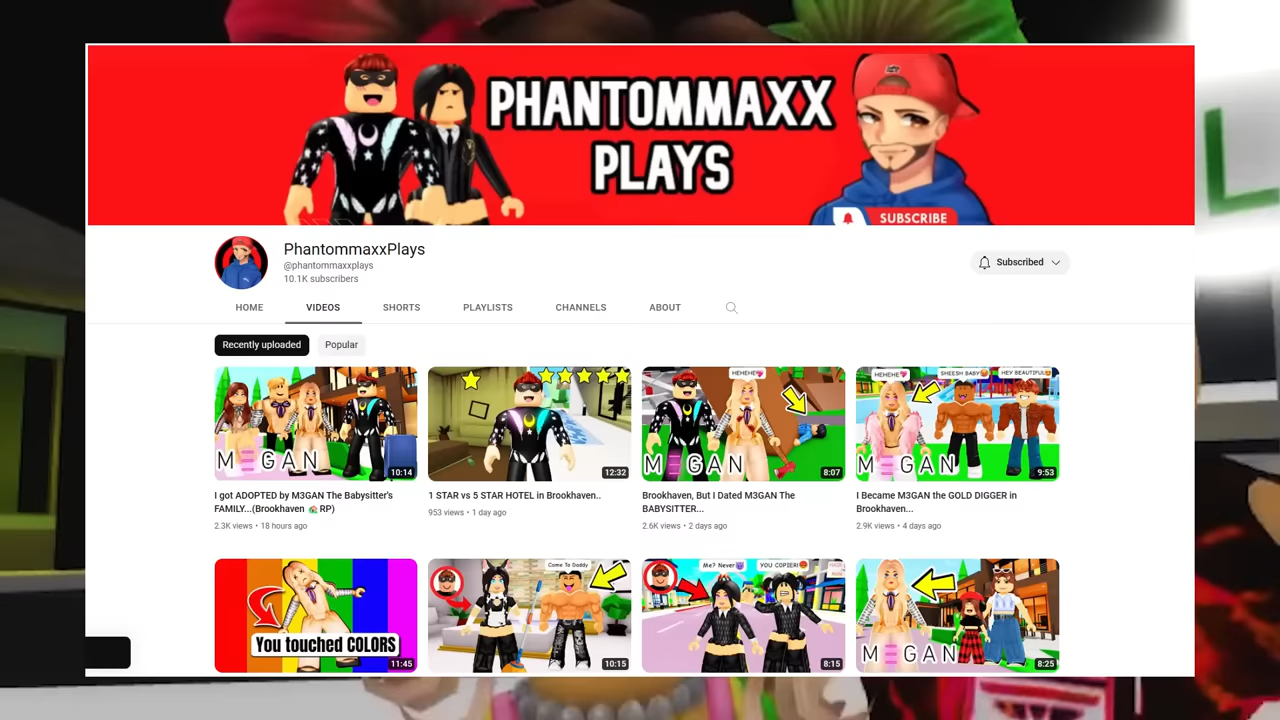 PHANTOMMAXX
PLAYS
SUBSCRIBE
PhantommaxxPlays
@phantommaxxplays
10.1K subscribers
Subscribed
HOME VIDEOS SHORTS PLAYLISTS CHANNELS ABOUT
Recently uploaded Popular
M3GAN
10:14
12:32
HEHEHE
M3GAN
8:07
HEHEHE SHEESH BABY HEY BEAUTIFUL
M3GAN
9:53
I got ADOPTED by M3GAN The Babysitter's
FAMILY...(Brookhaven 🏠 RP)
2.3K views • 18 hours ago
1 STAR vs 5 STAR HOTEL in Brookhaven..
953 views • 1 day ago
Brookhaven, But I Dated M3GAN The
BABYSITTER...
2.6K views • 2 days ago
I Became M3GAN the GOLD DIGGER in
Brookhaven...
2.9K views • 4 days ago
You touched COLORS
11:45
Come To Daddy
10:15
Me? Never YOU COPIER!
8:15
M3GAN
8:25